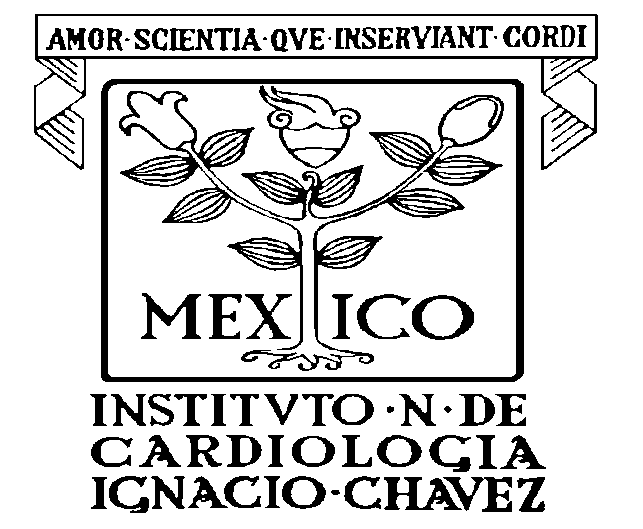 AMOR·SCIENTIA·QVE·INSERVIANT·CORDI
MEXICO
INSTITVTO·N·DE
CARDIOLOGIA
IGNACIO·CHAVEZ